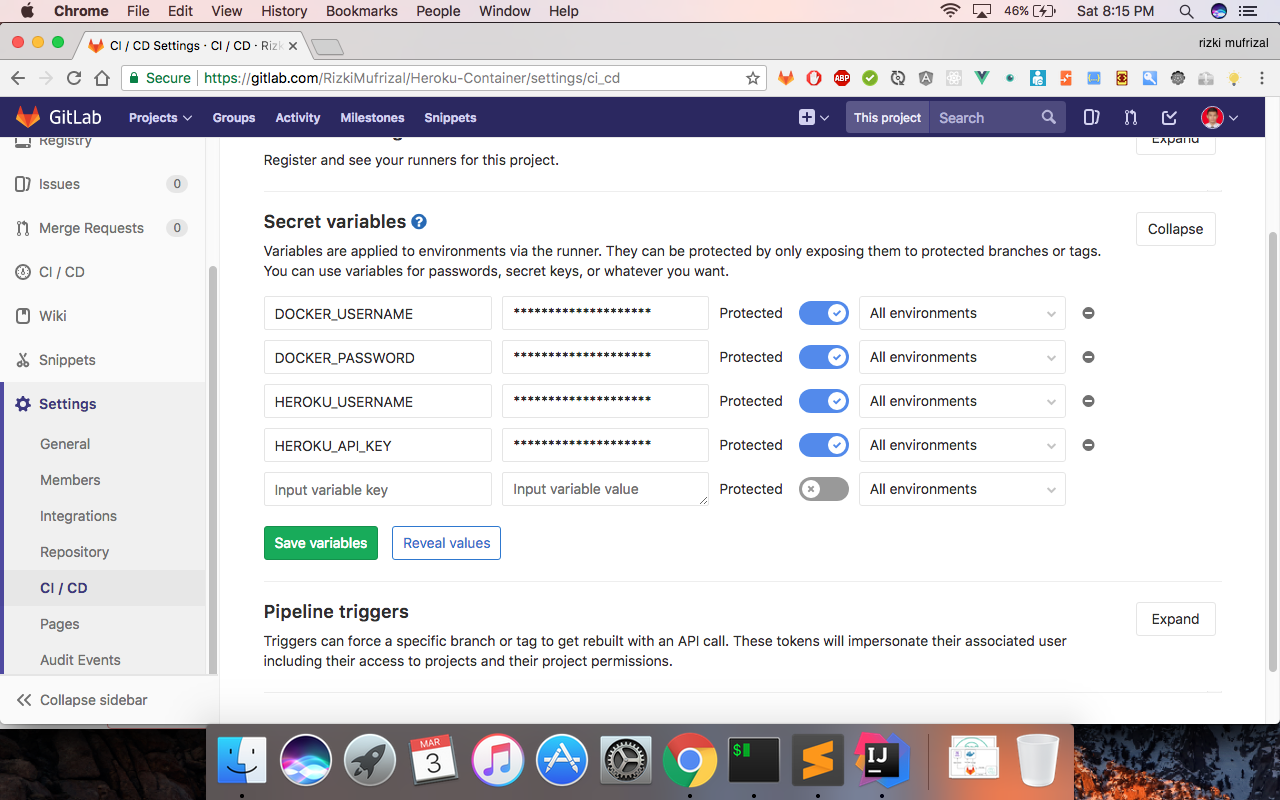 Chrome File Edit View History Bookmarks People Window Help 46% Sat 8:15 PM
CI / CD Settings · CI / CD · Rizk
rizki mufrizal
Secure https://gitlab.com/RizkiMufrizal/Heroku-Container/settings/ci_cd
ABP
GitLab Projects Groups Activity Milestones Snippets This project Search
Registry
Issues 0
Merge Requests 0
CI / CD
Wiki
Snippets
Settings
General
Members
Integrations
Repository
CI / CD
Pages
Audit Events
Collapse sidebar
Register and see your runners for this project.
Expand
Secret variables ?
Collapse
Variables are applied to environments via the runner. They can be protected by only exposing them to protected branches or tags.
You can use variables for passwords, secret keys, or whatever you want.
DOCKER_USERNAME ******************** Protected All environments
DOCKER_PASSWORD ******************** Protected All environments
HEROKU_USERNAME ******************** Protected All environments
HEROKU_API_KEY ******************** Protected All environments
Input variable key Input variable value Protected All environments
Save variables Reveal values
Pipeline triggers
Expand
Triggers can force a specific branch or tag to get rebuilt with an API call. These tokens will impersonate their associated user
including their access to projects and their project permissions.
MAR
3
$
IJ